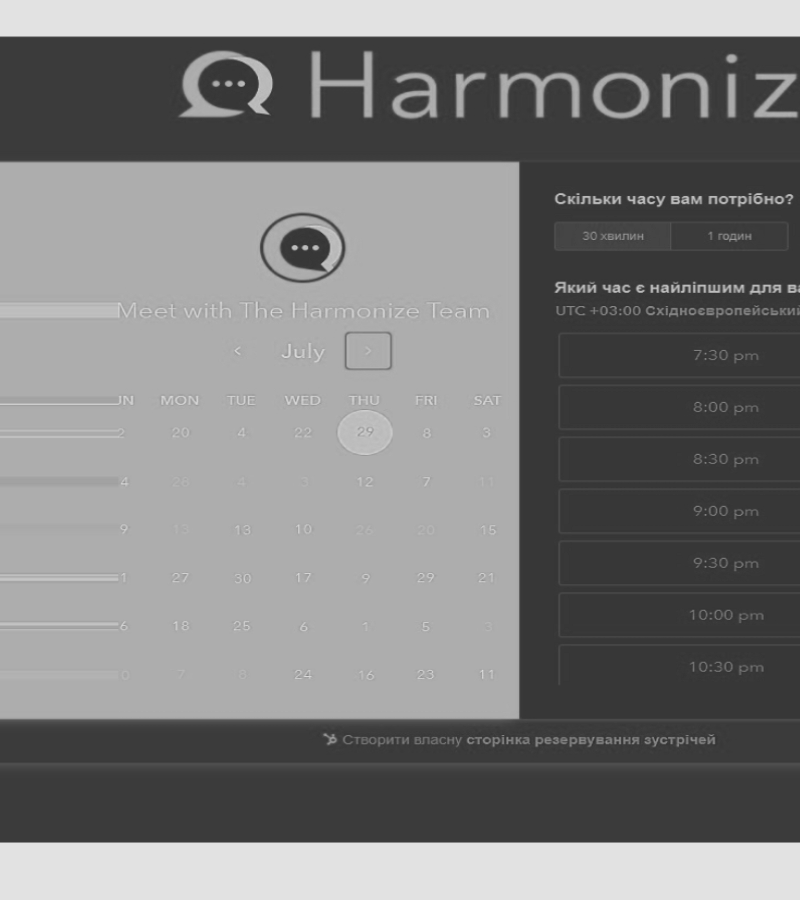 Harmoniz
Meet with The Harmonize Team
July
UN MON TUE WED THU FRI SAT
2 20 4 22 29 8 3
4 28 4 3 12 7 11
9 13 13 10 26 20 15
1 27 30 17 9 29 21
6 18 25 6 1 5 3
0 7 8 24 16 23 11
Скільки часу вам потрібно?
30 хвилин 1 годин
Який час є найліпшим для ва
UTC +03:00 Східноєвропейський
7:30 pm
8:00 pm
8:30 pm
9:00 pm
9:30 pm
10:00 pm
10:30 pm
Створити власну сторінка резервування зустрічей